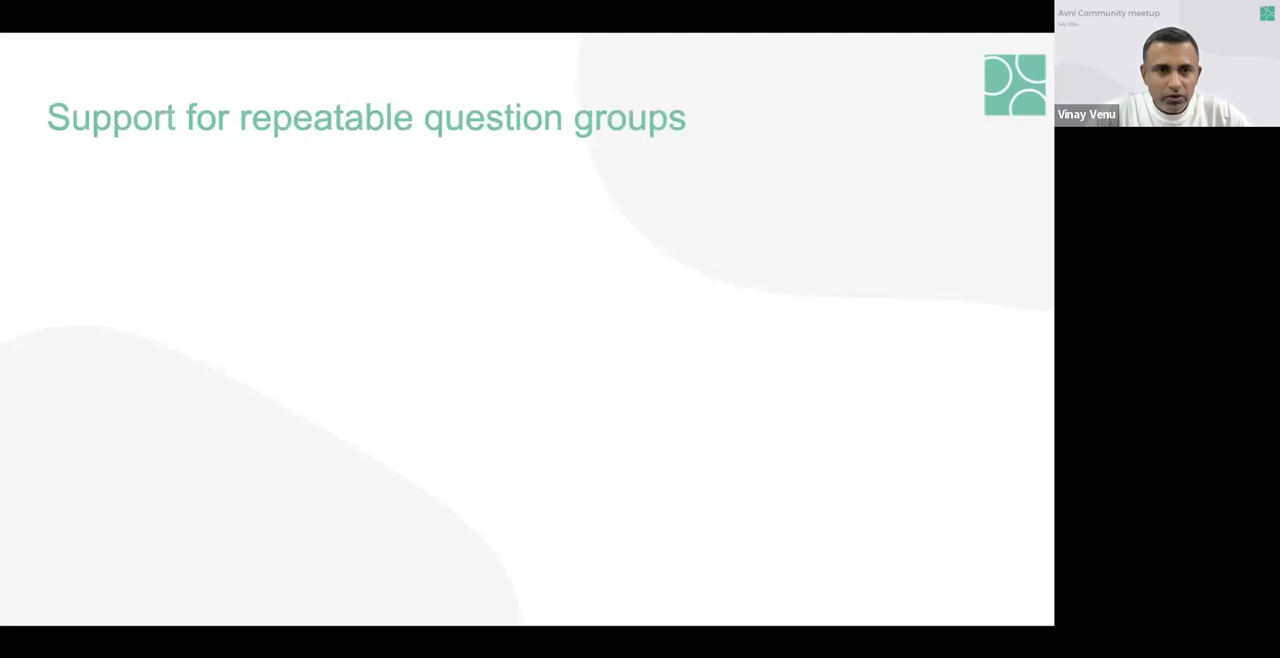 Support for repeatable question groups
Avni Community meetup
Vinay Venu